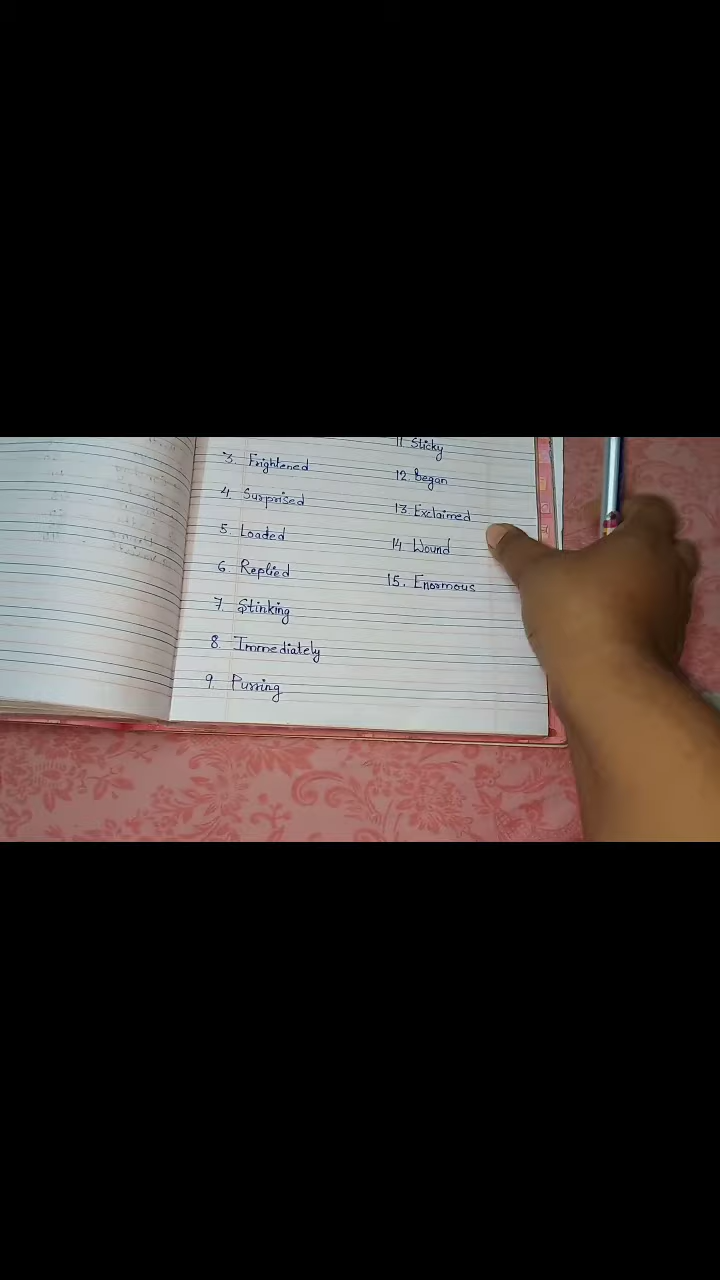 3. Frightened
4 Surprised
5 Loaded
6 Replied
7. Stinking
8. Immediately
9. Purring
11 Sticky
12. Began
13. Exclaimed
14 Wound
15. Enormous